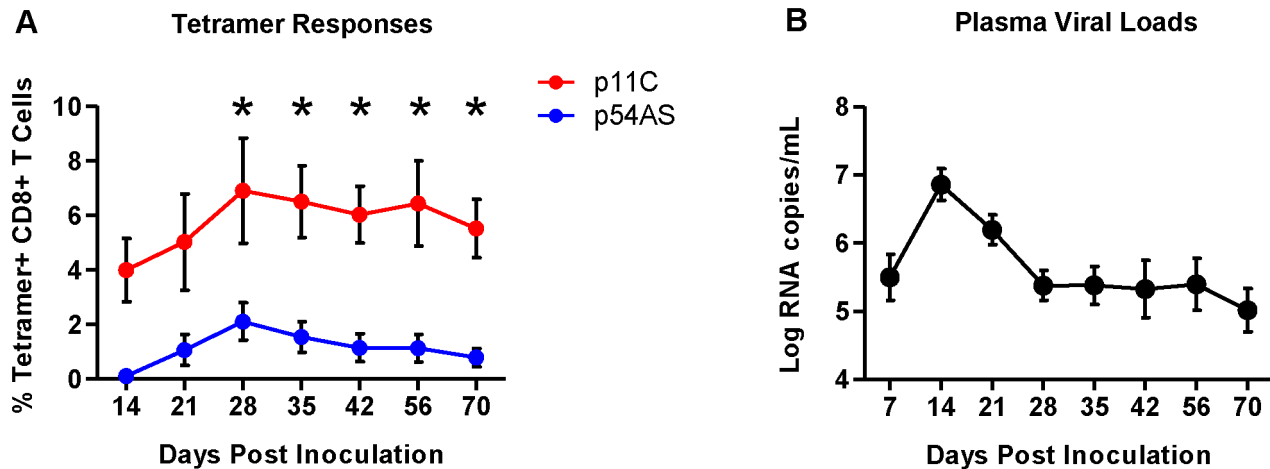 A
Tetramer Responses
p11C
p54AS
% Tetramer+ CD8+ T Cells
10
8
6
4
2
0
* * * * *
14 21 28 35 42 56 70
Days Post Inoculation
B
Plasma Viral Loads
Log RNA copies/mL
8
7
6
5
4
7 14 21 28 35 42 56 70
Days Post Inoculation